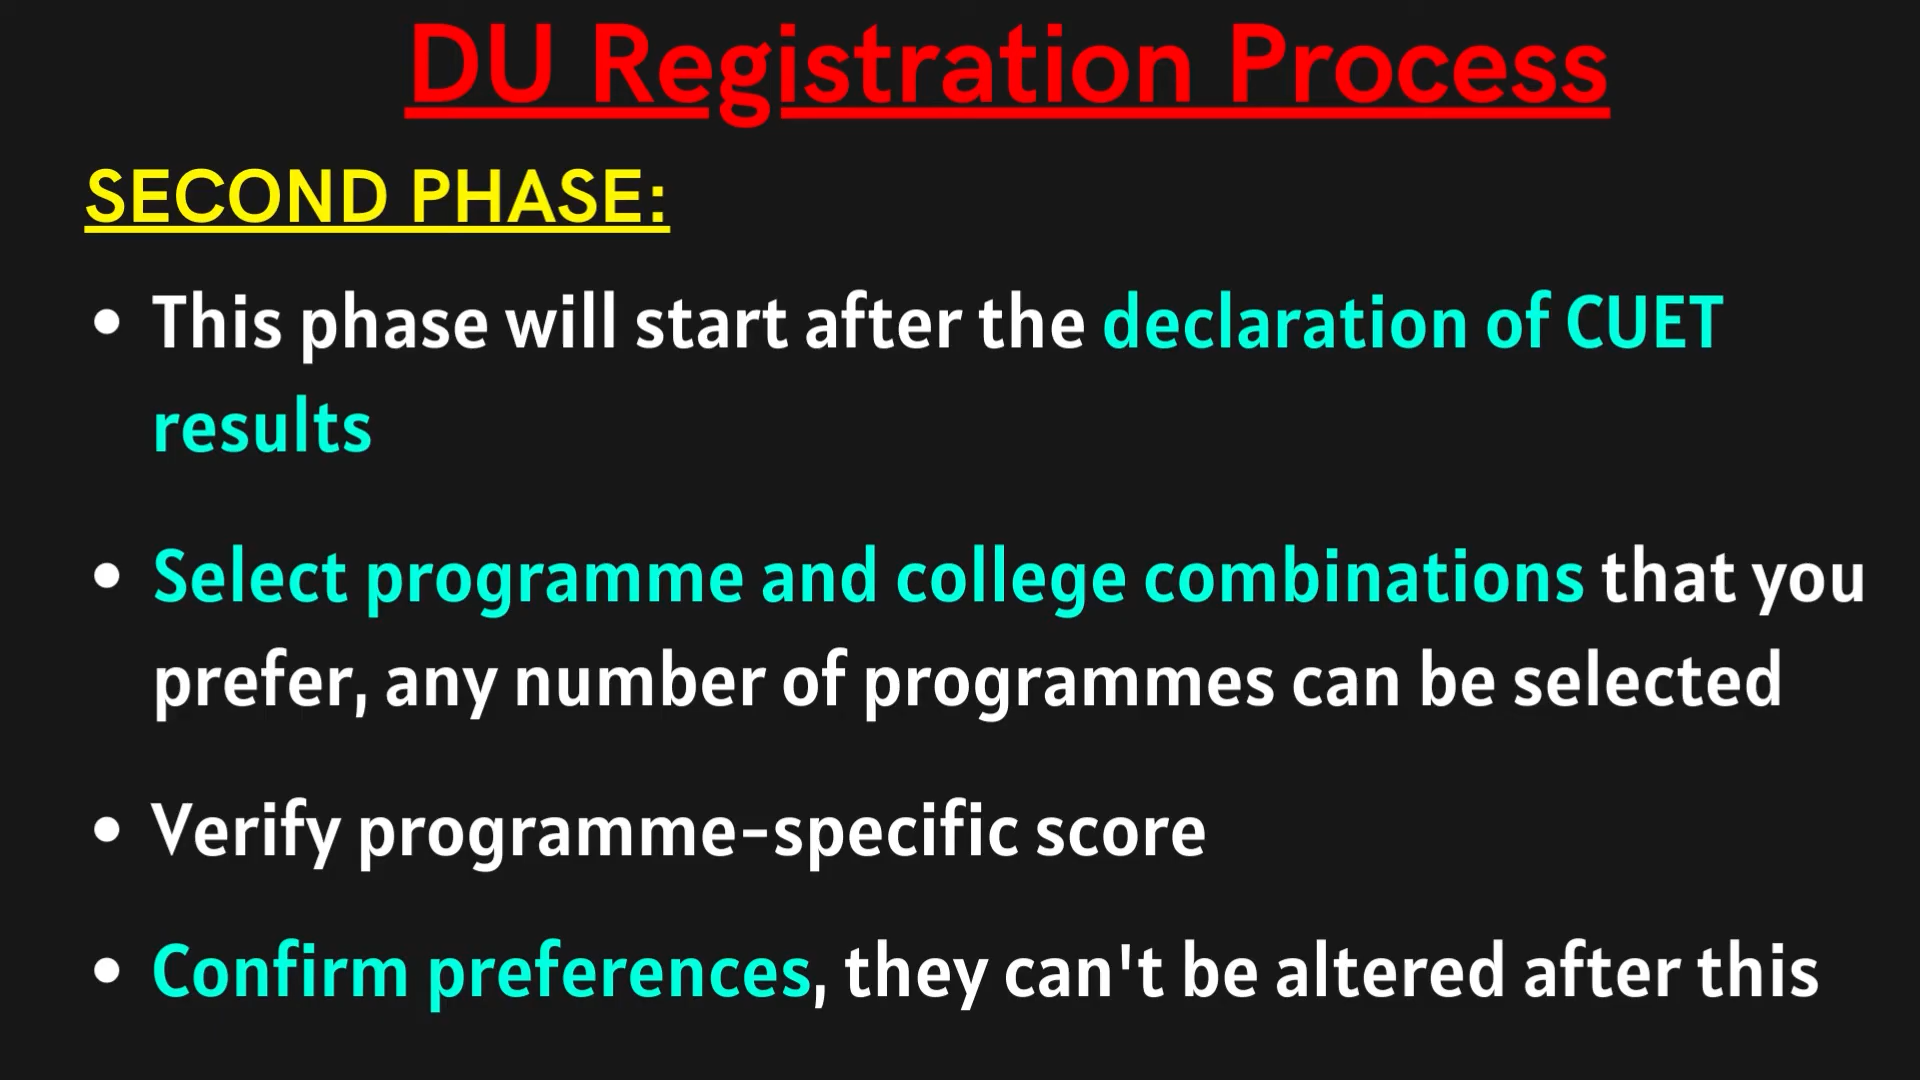 DU Registration Process
SECOND PHASE:
• This phase will start after the declaration of CUET
results
• Select programme and college combinations that you
prefer, any number of programmes can be selected
• Verify programme-specific score
• Confirm preferences, they can't be altered after this